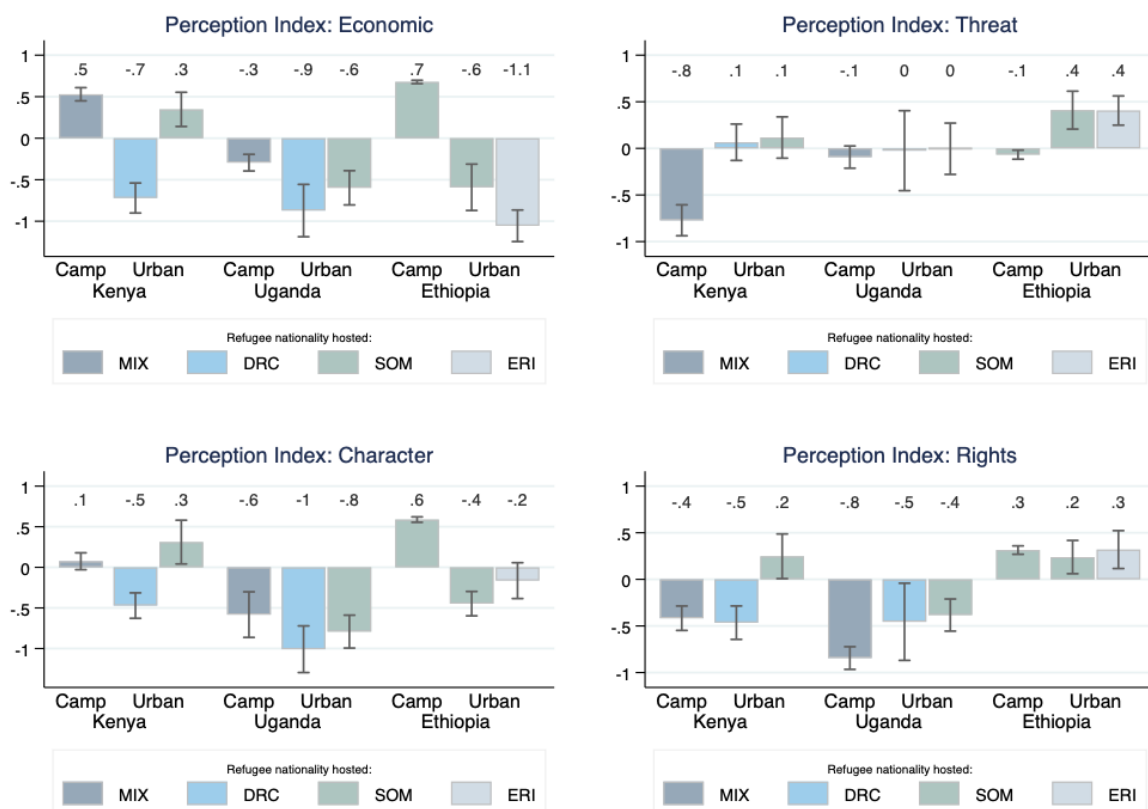 Perception Index: Economic
1
.5
0
-.5
-1
.5 -.7 .3 -.3 -.9 -.6 .7 -.6 -1.1
Camp Urban Camp Urban Camp Urban
Kenya Uganda Ethiopia
Refugee nationality hosted:
MIX DRC SOM ERI
Perception Index: Threat
1
.5
0
-.5
-1
-.8 .1 .1 -.1 0 0 -.1 .4 .4
Camp Urban Camp Urban Camp Urban
Kenya Uganda Ethiopia
Refugee nationality hosted:
MIX DRC SOM ERI
Perception Index: Character
1
.5
0
-.5
-1
.1 -.5 .3 -.6 -1 -.8 .6 -.4 -.2
Camp Urban Camp Urban Camp Urban
Kenya Uganda Ethiopia
Refugee nationality hosted:
MIX DRC SOM ERI
Perception Index: Rights
1
.5
0
-.5
-1
-.4 -.5 .2 -.8 -.5 -.4 .3 .2 .3
Camp Urban Camp Urban Camp Urban
Kenya Uganda Ethiopia
Refugee nationality hosted:
MIX DRC SOM ERI